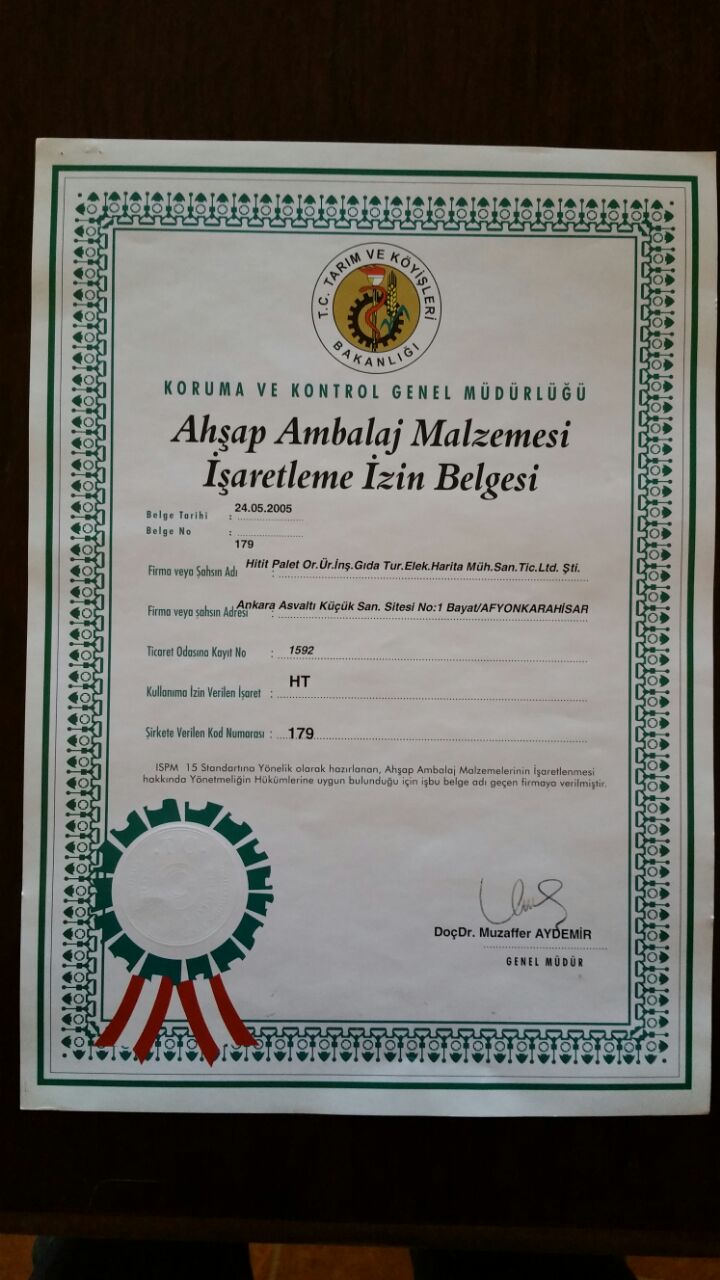 T.C. TARIM VE KÖYİŞLERİ
BAKANLIĞI
KORUMA VE KONTROL GENEL MÜDÜRLÜĞÜ
Ahşap Ambalaj Malzemesi
İşaretleme İzin Belgesi
Belge Tarihi : 24.05.2005
Belge No :
179
Firma veya Şahsın Adı : Hitit Palet Or.Ür.İnş.Gıda Tur.Elek.Harita Müh.San.Tic.Ltd. Şti.
Firma veya şahsın Adresi : Ankara Asvaltı Küçük San. Sitesi No:1 Bayat/AFYONKARAHİSAR
Ticaret Odasına Kayıt No : 1592
Kullanıma İzin Verilen İşaret : HT
Şirkete Verilen Kod Numarası : 179
ISPM 15 Standartına Yönelik olarak hazırlanan, Ahşap Ambalaj Malzemelerinin İşaretlenmesi
hakkında Yönetmeliğin Hükümlerine uygun bulunduğu için işbu belge adı geçen firmaya verilmiştir.
DoçDr. Muzaffer AYDEMİR
GENEL MÜDÜR